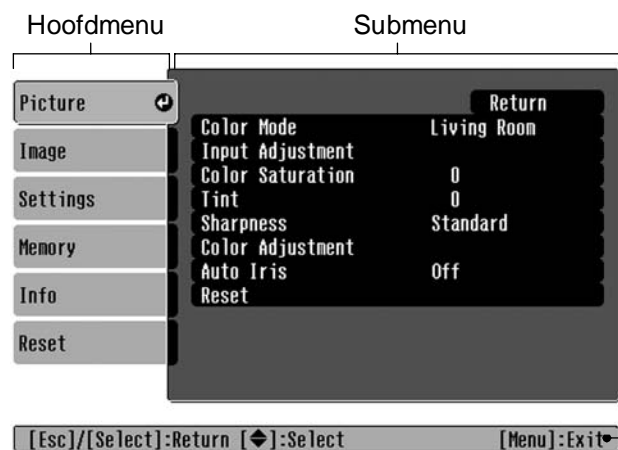 Hoofdmenu Submenu
Picture
Image
Settings
Memory
Info
Reset
Return
Color Mode Living Room
Input Adjustment
Color Saturation 0
Tint 0
Sharpness Standard
Color Adjustment
Auto Iris Off
Reset
[Esc]/[Select]:Return [◆]:Select [Menu]:Exit